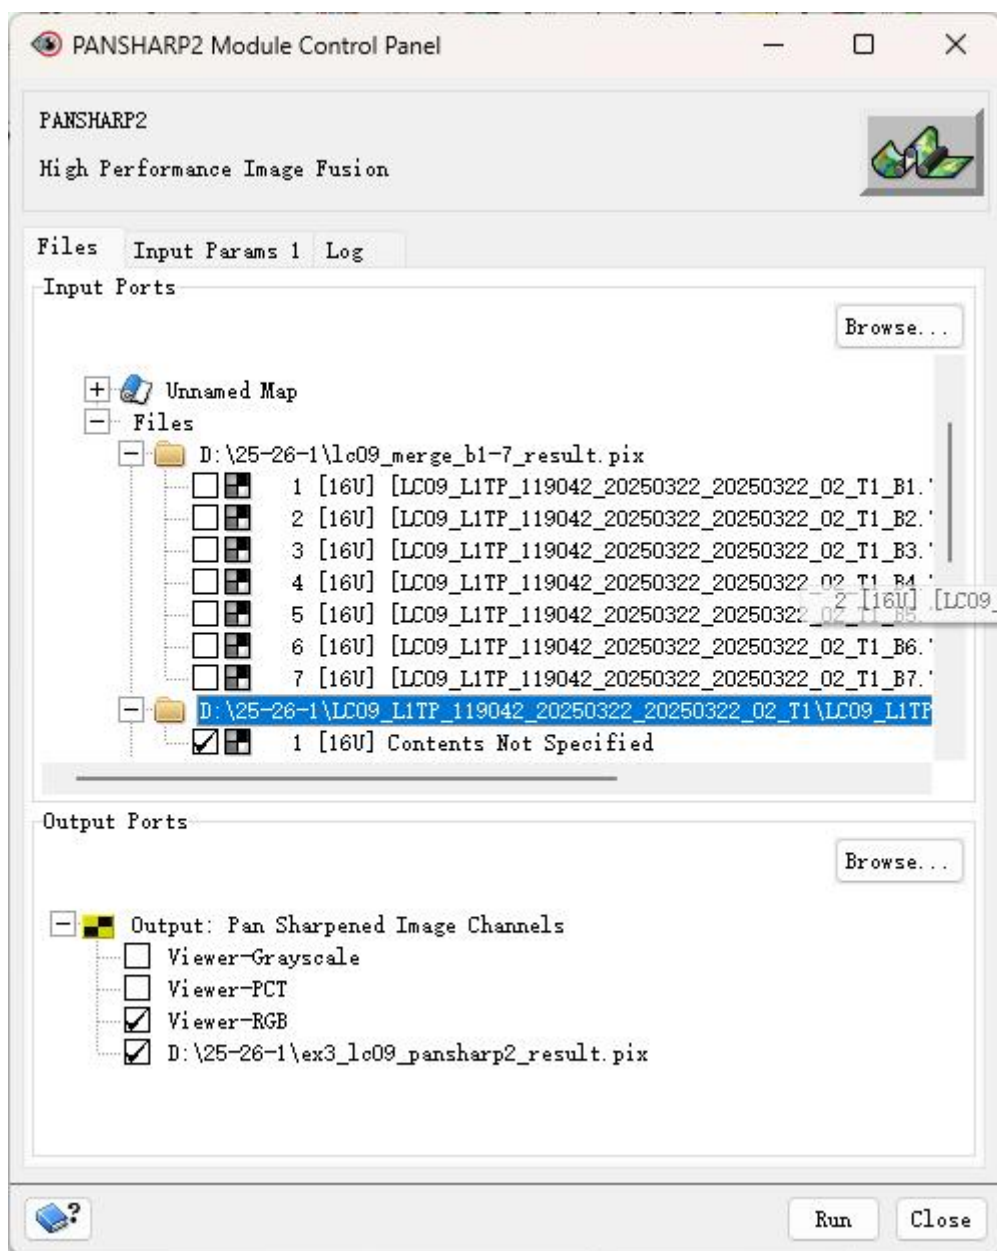 PANSHARP2 Module Control Panel
PANSHARP2
High Performance Image Fusion
Files Input Params 1 Log
Input Ports
Browse...
Unnamed Map
Files
D:\25-26-1\lc09_merge_b1-7_result.pix
1 [16U] [LC09_L1TP_119042_20250322_20250322_02_T1_B1.
2 [16U] [LC09_L1TP_119042_20250322_20250322_02_T1_B2.
3 [16U] [LC09_L1TP_119042_20250322_20250322_02_T1_B3.
4 [16U] [LC09_L1TP_119042_20250322_20250322_02_T1_B4.
2 [16U] [LC09_
5 [16U] [LC09_L1TP_119042_20250322_20250322_02_T1_B5.
6 [16U] [LC09_L1TP_119042_20250322_20250322_02_T1_B6.
7 [16U] [LC09_L1TP_119042_20250322_20250322_02_T1_B7.
D:\25-26-1\LC09_L1TP_119042_20250322_20250322_02_T1\LC09_L1TP
1 [16U] Contents Not Specified
Output Ports
Browse...
Output: Pan Sharpened Image Channels
Viewer-Grayscale
Viewer-PCT
Viewer-RGB
D:\25-26-1\ex3_lc09_pansharp2_result.pix
Run Close